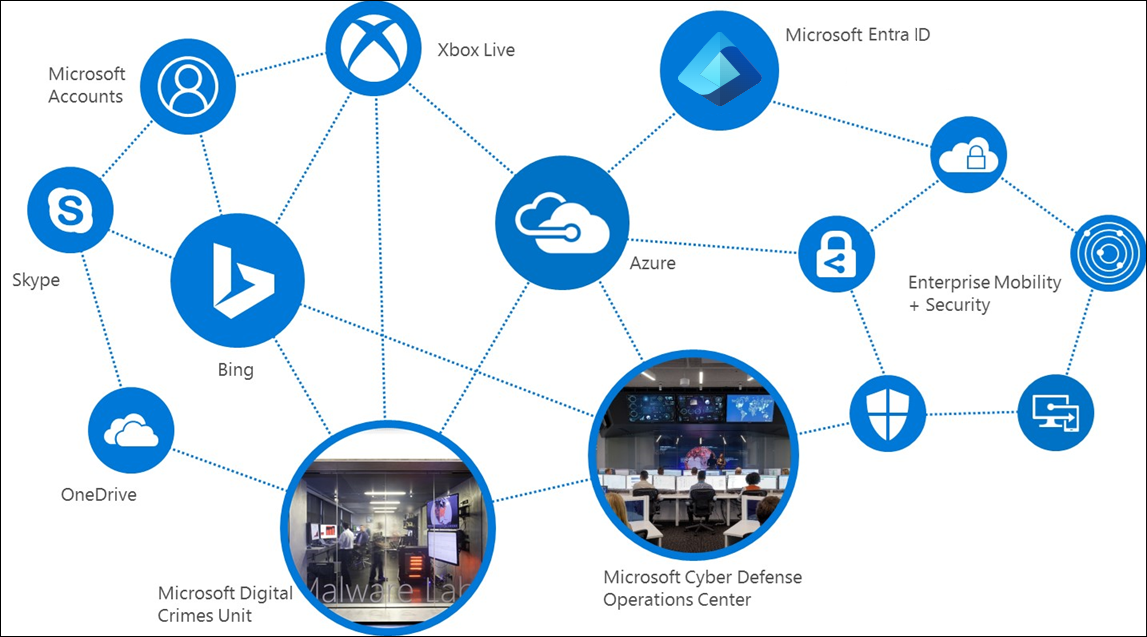 Microsoft Entra ID
Xbox Live
Microsoft
Accounts
Skype
Azure
Enterprise Mobility
+ Security
Bing
OneDrive
Malware Lab
Microsoft Digital
Crimes Unit
Microsoft Cyber Defense
Operations Center